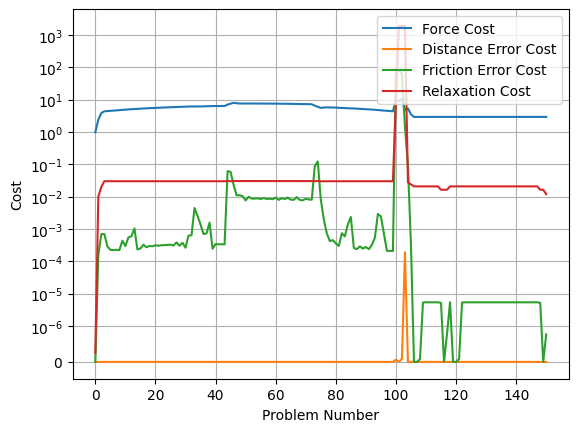 Force Cost
Distance Error Cost
Friction Error Cost
Relaxation Cost
10³
10²
10¹
10⁰
10⁻¹
10⁻²
10⁻³
10⁻⁴
10⁻⁵
10⁻⁶
0
Cost
0 20 40 60 80 100 120 140
Problem Number